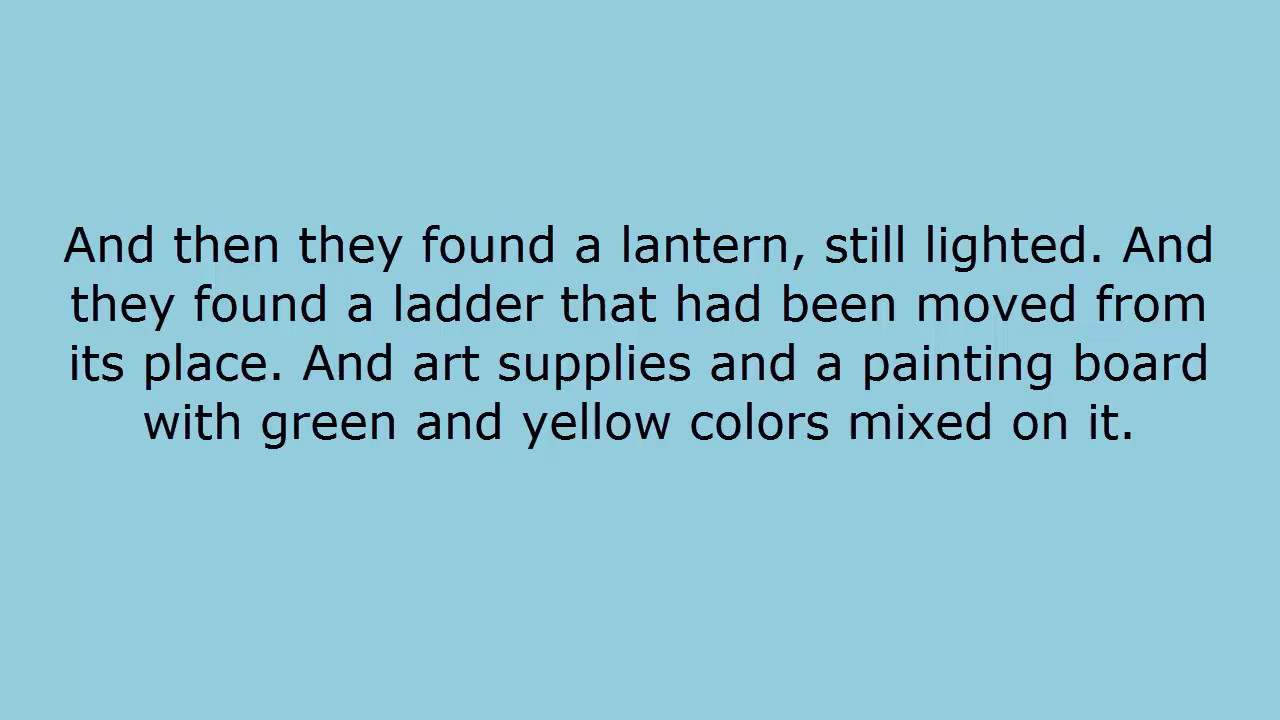 And then they found a lantern, still lighted. And
they found a ladder that had been moved from
its place. And art supplies and a painting board
with green and yellow colors mixed on it.